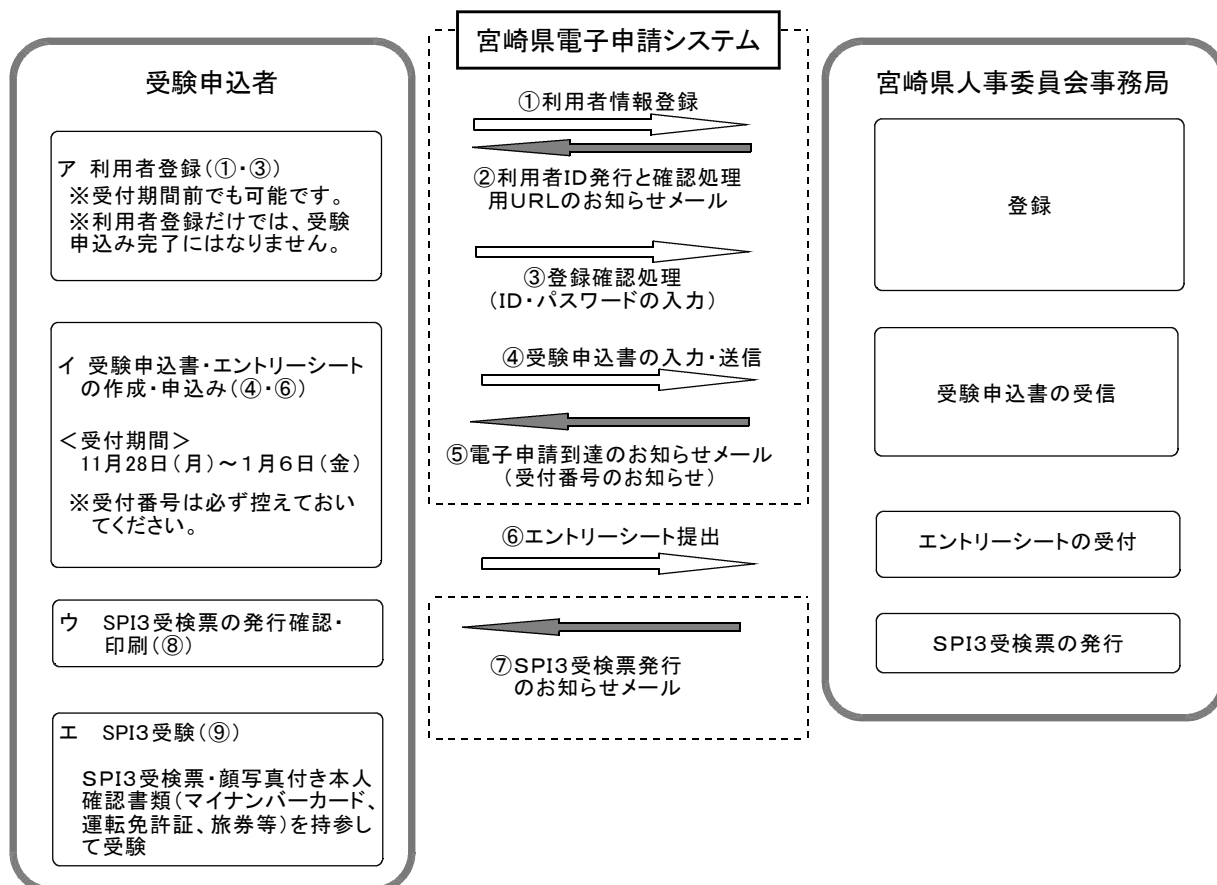 宮崎県電子申請システム
受験申込者
ア 利用者登録(①・③)
※受付期間前でも可能です。
※利用者登録だけでは、受験
申込み完了にはなりません。
イ 受験申込書・エントリーシート
の作成・申込み(④・⑥)
<受付期間>
11月28日(月)～1月6日(金)
※受付番号は必ず控えておい
てください。
ウ SPI3受検票の発行確認・
印刷(⑧)
エ SPI3受験(⑨)
SPI3受検票・顔写真付き本人
確認書類(マイナンバーカード、
運転免許証、旅券等)を持参し
て受験
①利用者情報登録
②利用者ID発行と確認処理
用URLのお知らせメール
③登録確認処理
(ID・パスワードの入力)
④受験申込書の入力・送信
⑤電子申請到達のお知らせメール
(受付番号のお知らせ)
⑥エントリーシート提出
⑦SPI3受検票発行
のお知らせメール
宮崎県人事委員会事務局
登録
受験申込書の受信
エントリーシートの受付
SPI3受検票の発行